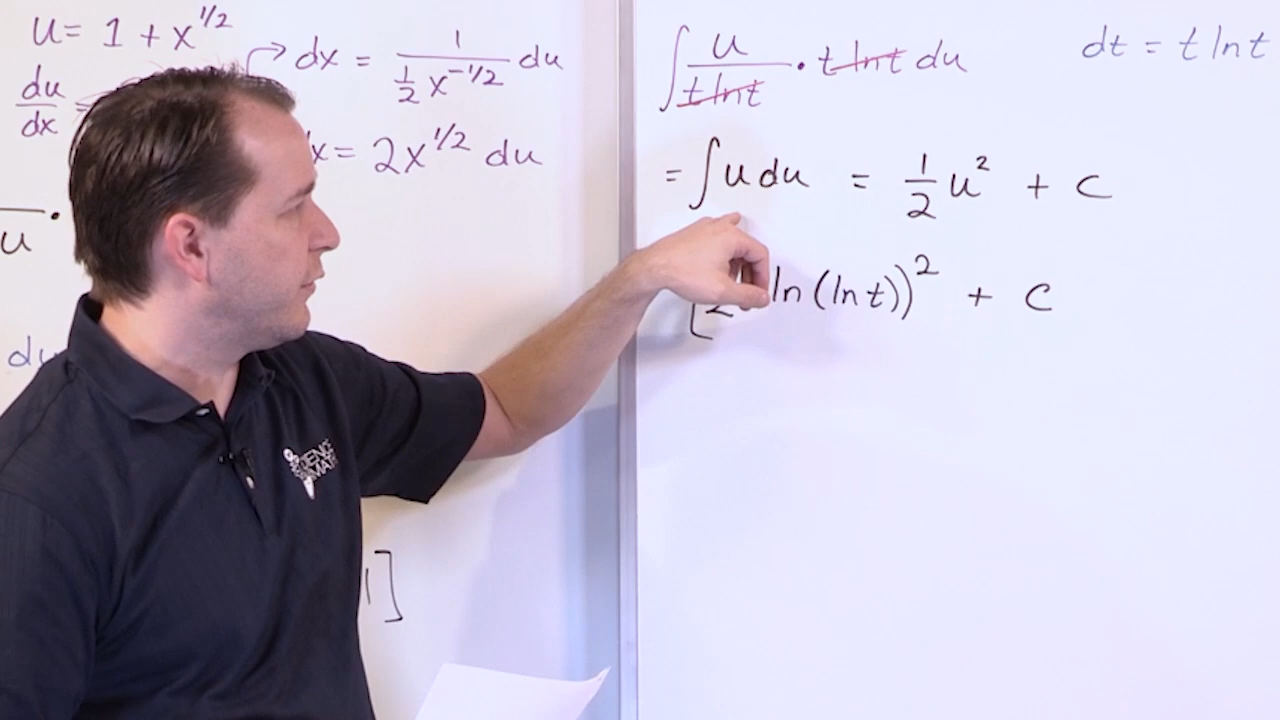 u = 1 + x^{1/2}
du/dx =
→ dx = 1/(1/2 x^{-1/2}) du
x = 2x^{1/2} du
u ·
du
1 ]
∫ u/(t ln t) · t ln t du
dt = t ln t
= ∫ u du = 1/2 u² + C
ln (ln t))² + C